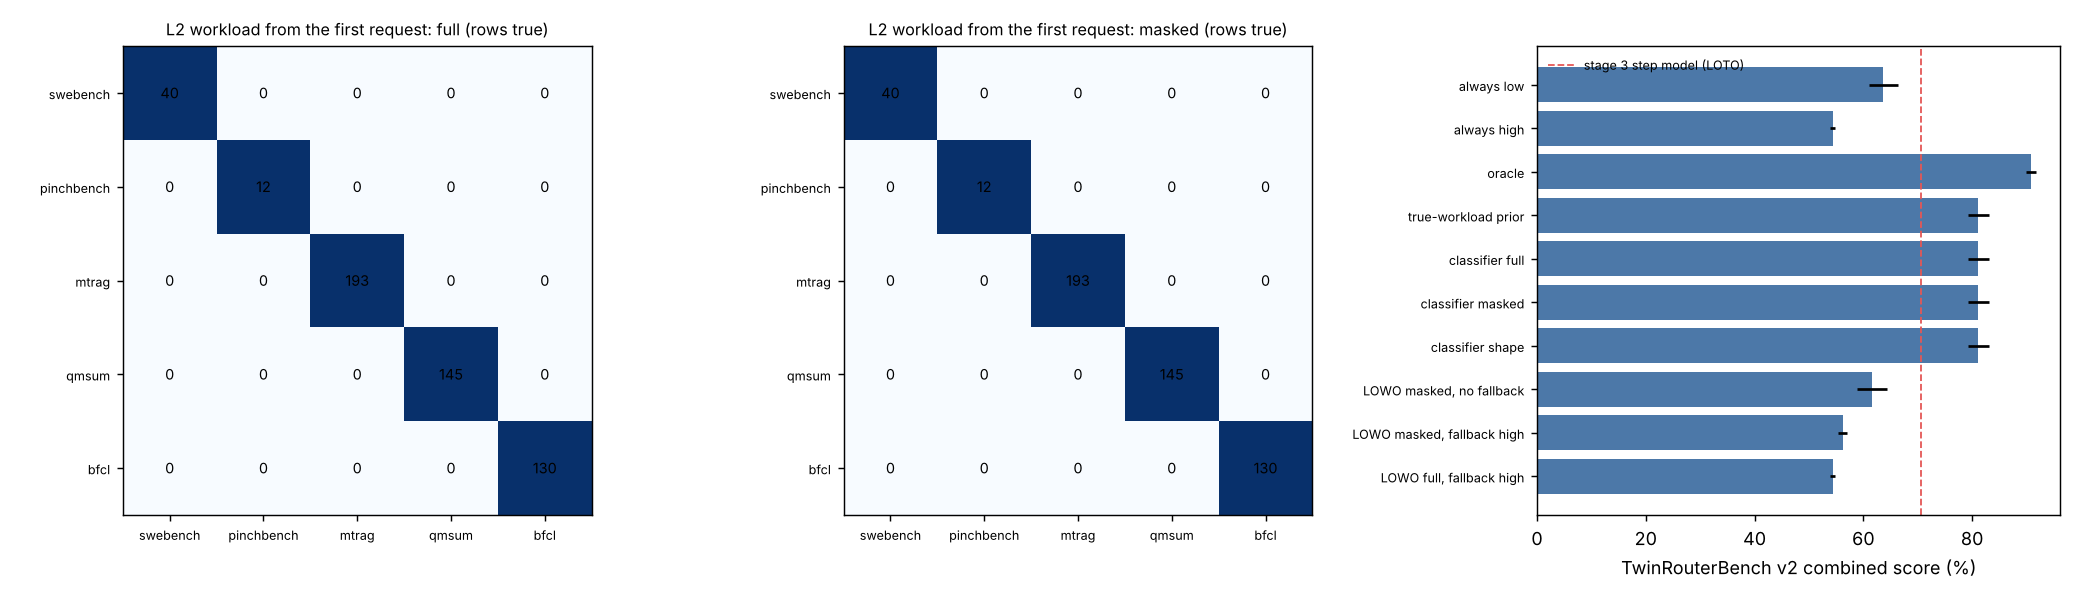 L2 workload from the first request: full (rows true)
swebench 40 0 0 0 0
pinchbench 0 12 0 0 0
mtrag 0 0 193 0 0
qmsum 0 0 0 145 0
bfcl 0 0 0 0 130
swebench pinchbench mtrag qmsum bfcl
L2 workload from the first request: masked (rows true)
swebench 40 0 0 0 0
pinchbench 0 12 0 0 0
mtrag 0 0 193 0 0
qmsum 0 0 0 145 0
bfcl 0 0 0 0 130
swebench pinchbench mtrag qmsum bfcl
stage 3 step model (LOTO)
always low
always high
oracle
true-workload prior
classifier full
classifier masked
classifier shape
LOWO masked, no fallback
LOWO masked, fallback high
LOWO full, fallback high
0 20 40 60 80
TwinRouterBench v2 combined score (%)